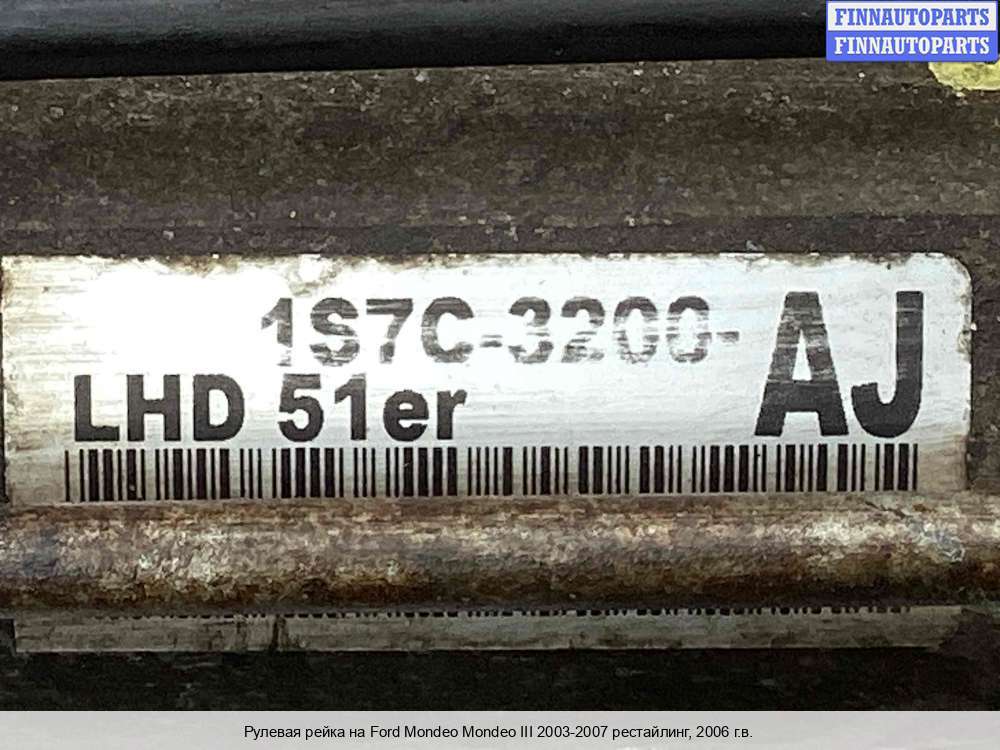 FINNAUTOPARTS
FINNAUTOPARTS
1S7C-3200-AJ
LHD 51er
Рулевая рейка на Ford Mondeo Mondeo III 2003-2007 рестайлинг, 2006 г.в.